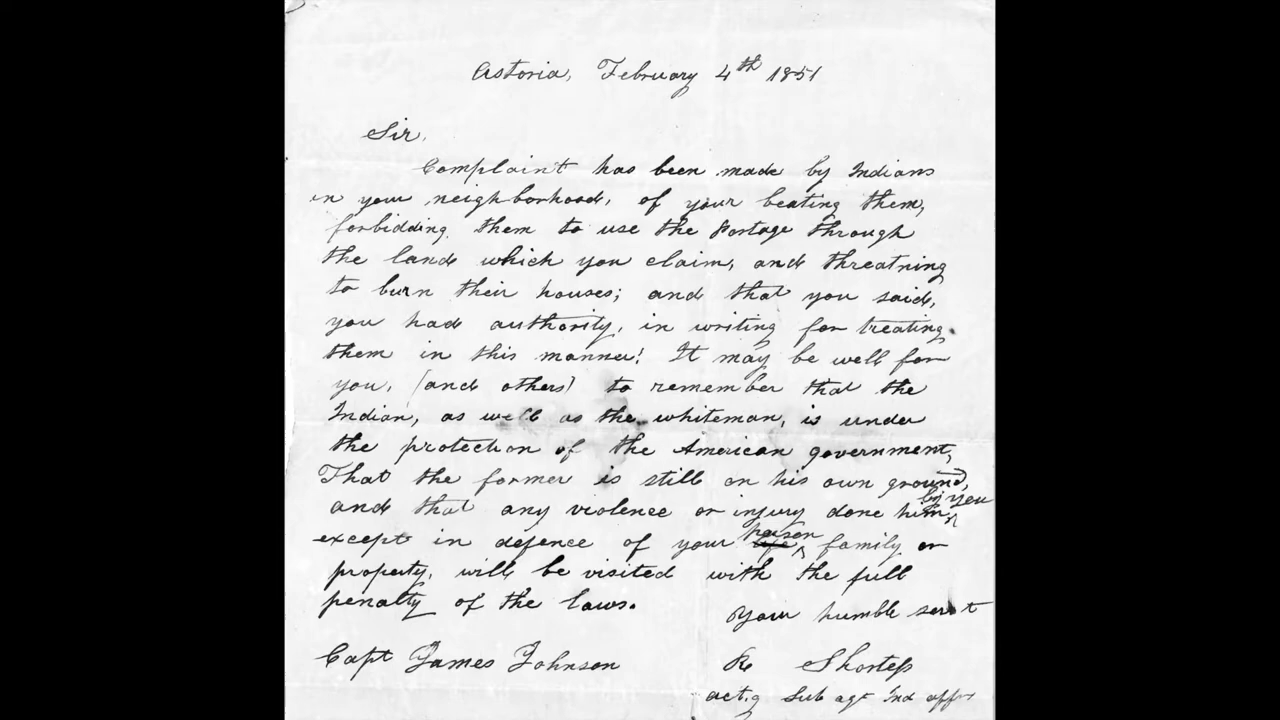 Astoria, February 4th 1851
Sir,
Complaint has been made by Indians
in your neighborhood, of your beating them,
forbidding them to use the Portage through
the land which you claim, and threatning
to burn their houses; and that you said,
you had authority, in writing for treating
them in this manner! It may be well for
you, (and others) to remember that the
Indian, as well as the whiteman, is under
the protection of the American government,
That the former is still on his own ground,
and that any violence or injury done him by you
except in defence of your person family or
property, will be visited with the full
penalty of the laws.
Your humble servt
Capt James Johnson
R Shortess
act.g Sub agt Ind affrs